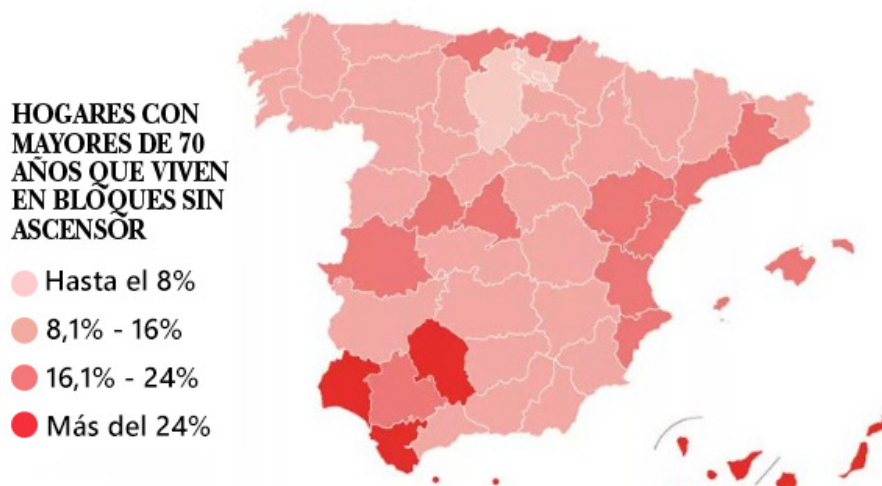 HOGARES CON
MAYORES DE 70
AÑOS QUE VIVEN
EN BLOQUES SIN
ASCENSOR
Hasta el 8%
8,1% - 16%
16,1% - 24%
Más del 24%